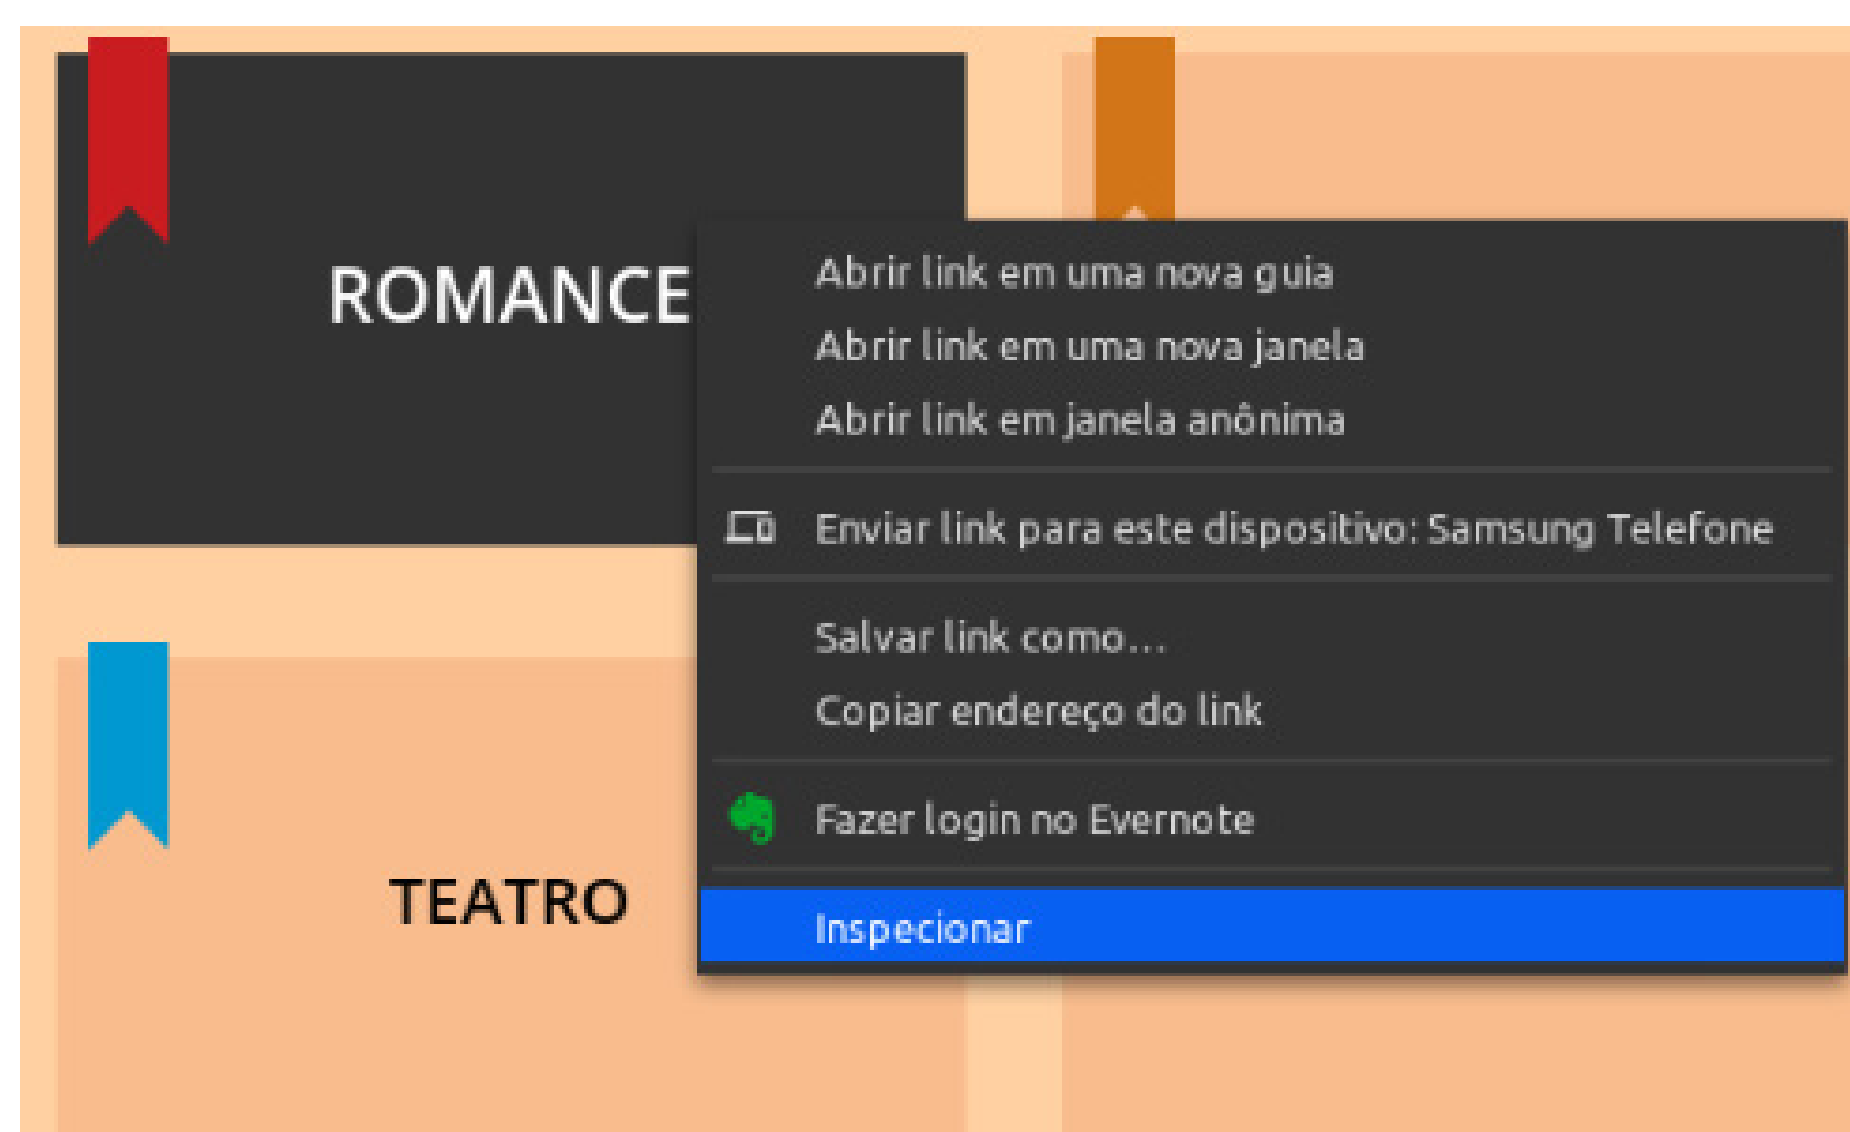 ROMANCE
Abrir link em uma nova guia
Abrir link em uma nova janela
Abrir link em janela anônima
Enviar link para este dispositivo: Samsung Telefone
Salvar link como...
Copiar endereço do link
Fazer login no Evernote
Inspecionar
TEATRO